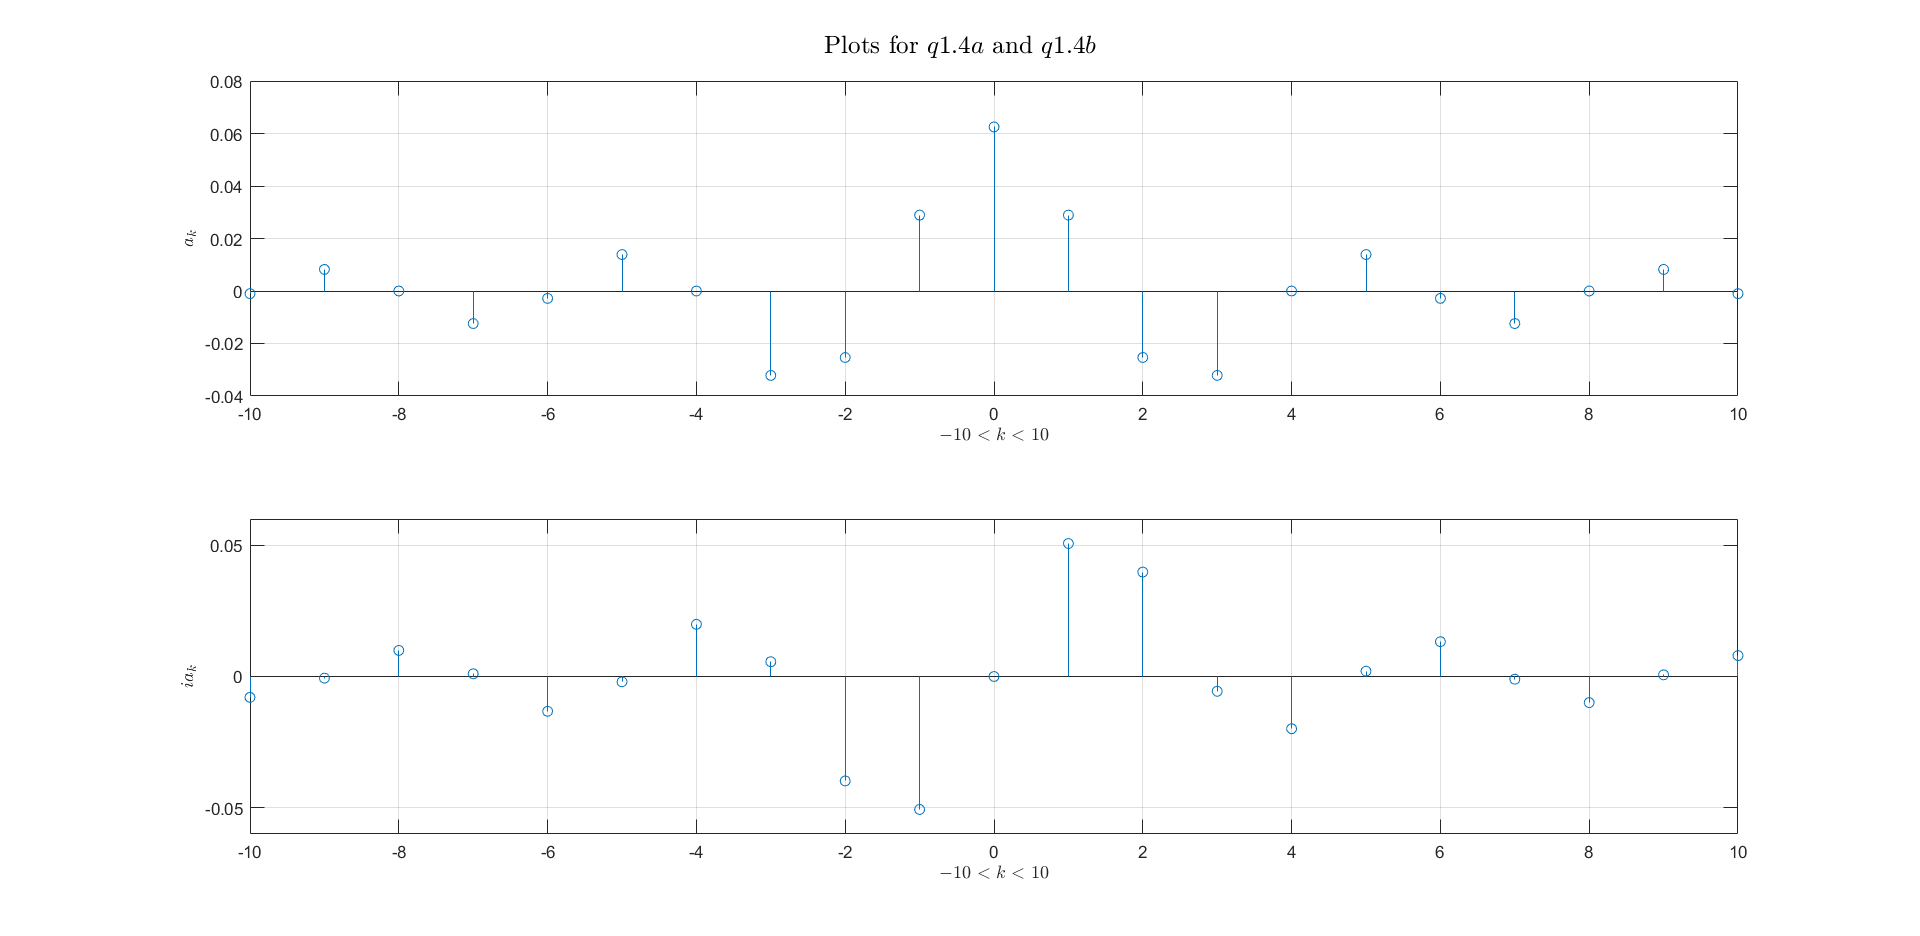 Plots for q1.4a and q1.4b
0.08
0.06
0.04
0.02
0
-0.02
-0.04
a_k
-10 -8 -6 -4 -2 0 2 4 6 8 10
−10 < k < 10
0.05
0
-0.05
ia_k
-10 -8 -6 -4 -2 0 2 4 6 8 10
−10 < k < 10